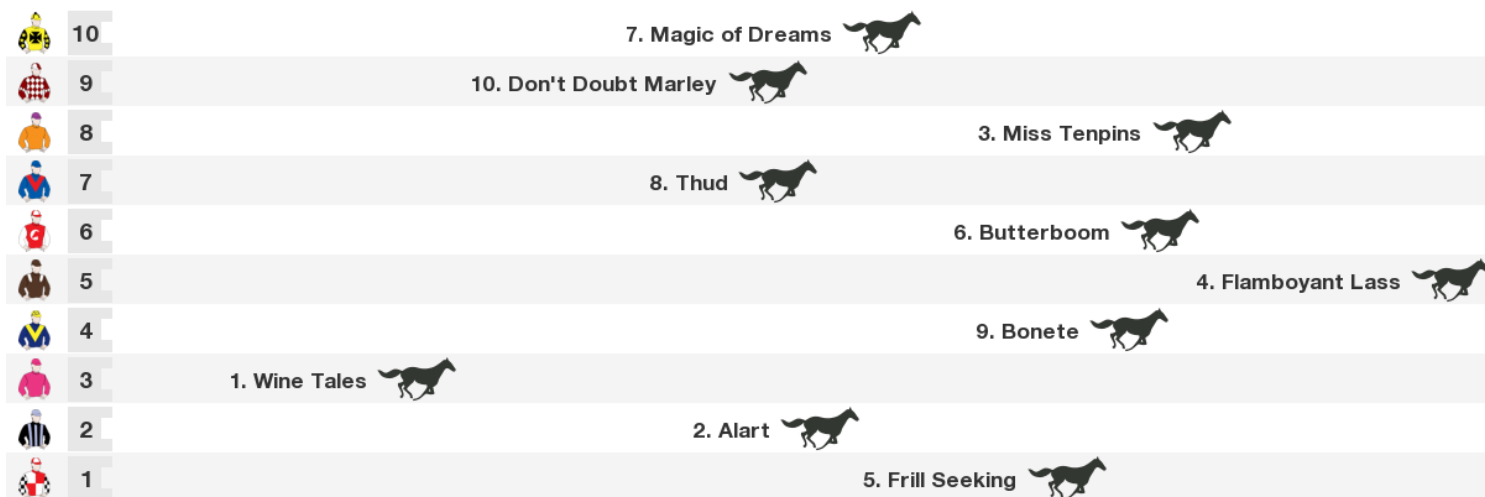 10 7. Magic of Dreams
9 10. Don't Doubt Marley
8 3. Miss Tenpins
7 8. Thud
6 6. Butterboom
5 4. Flamboyant Lass
4 9. Bonete
3 1. Wine Tales
2 2. Alart
1 5. Frill Seeking